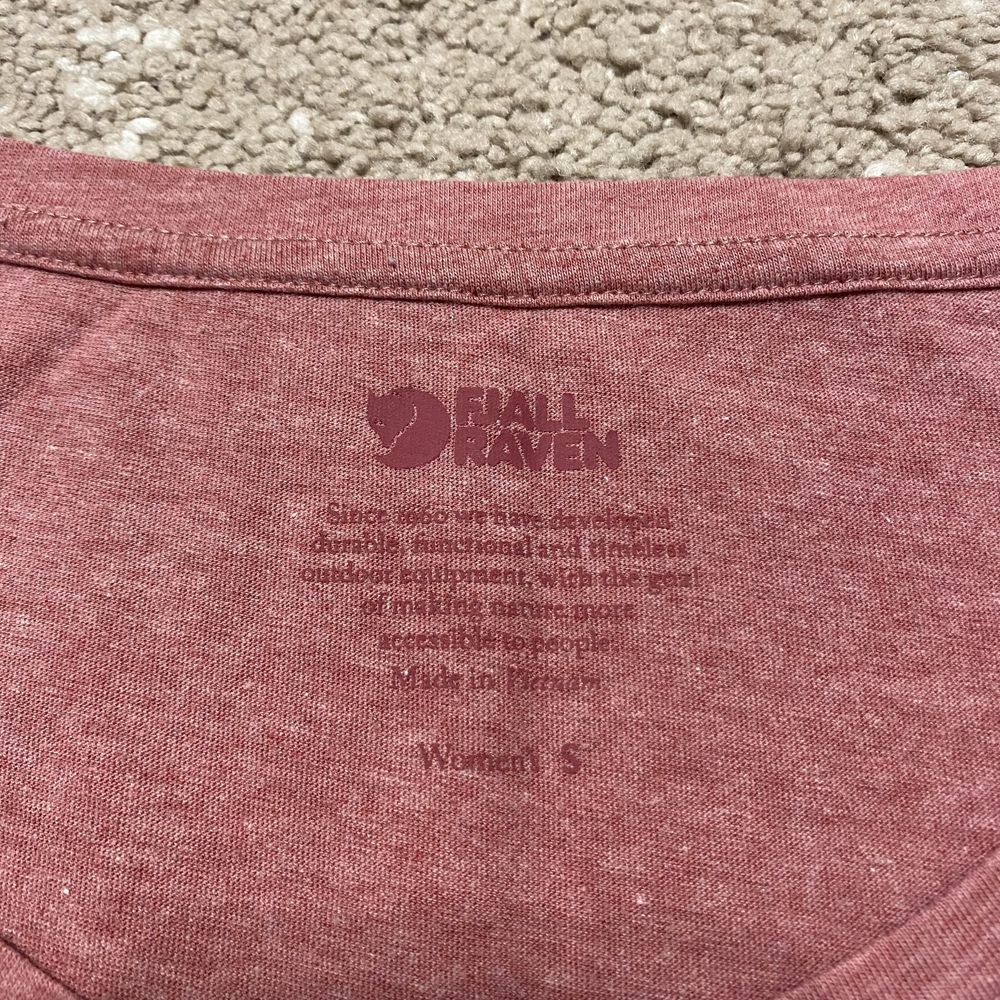 FJALL
RAVEN
Since 1960 we have developed
durable, functional and timeless
outdoor equipment, with the goal
of making nature more
accessible to people.
Made in Vietnam
Women S